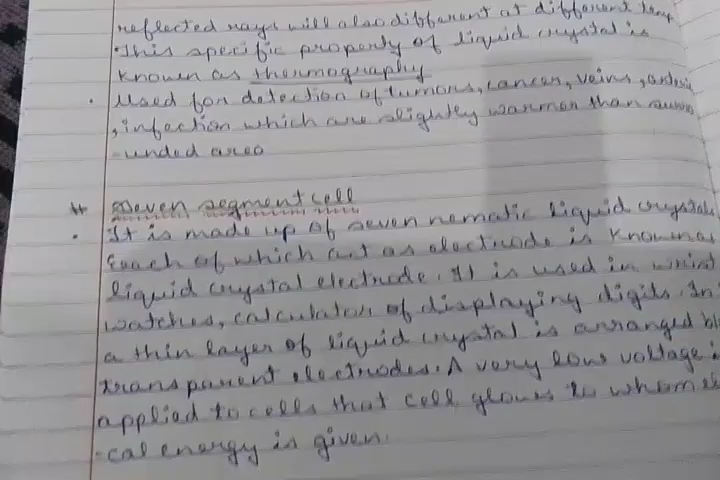 reflected rays will also different at different temp
• This specific property of liquid crystal is
known as thermography
• Used for detection of tumors, cancer, veins,
, infection which are slightly warmer than surro
-unded area
# Seven segment cell
• It is made up of seven nematic liquid crystals
Each of which act as electrode is known as
liquid crystal electrode. It is used in wrist
watches, calculator of displaying digits. In
a thin layer of liquid crystal is arranged b/
transparent electrodes. A very low voltage i
applied to cells that cell glows to whom el
-cal energy is given.